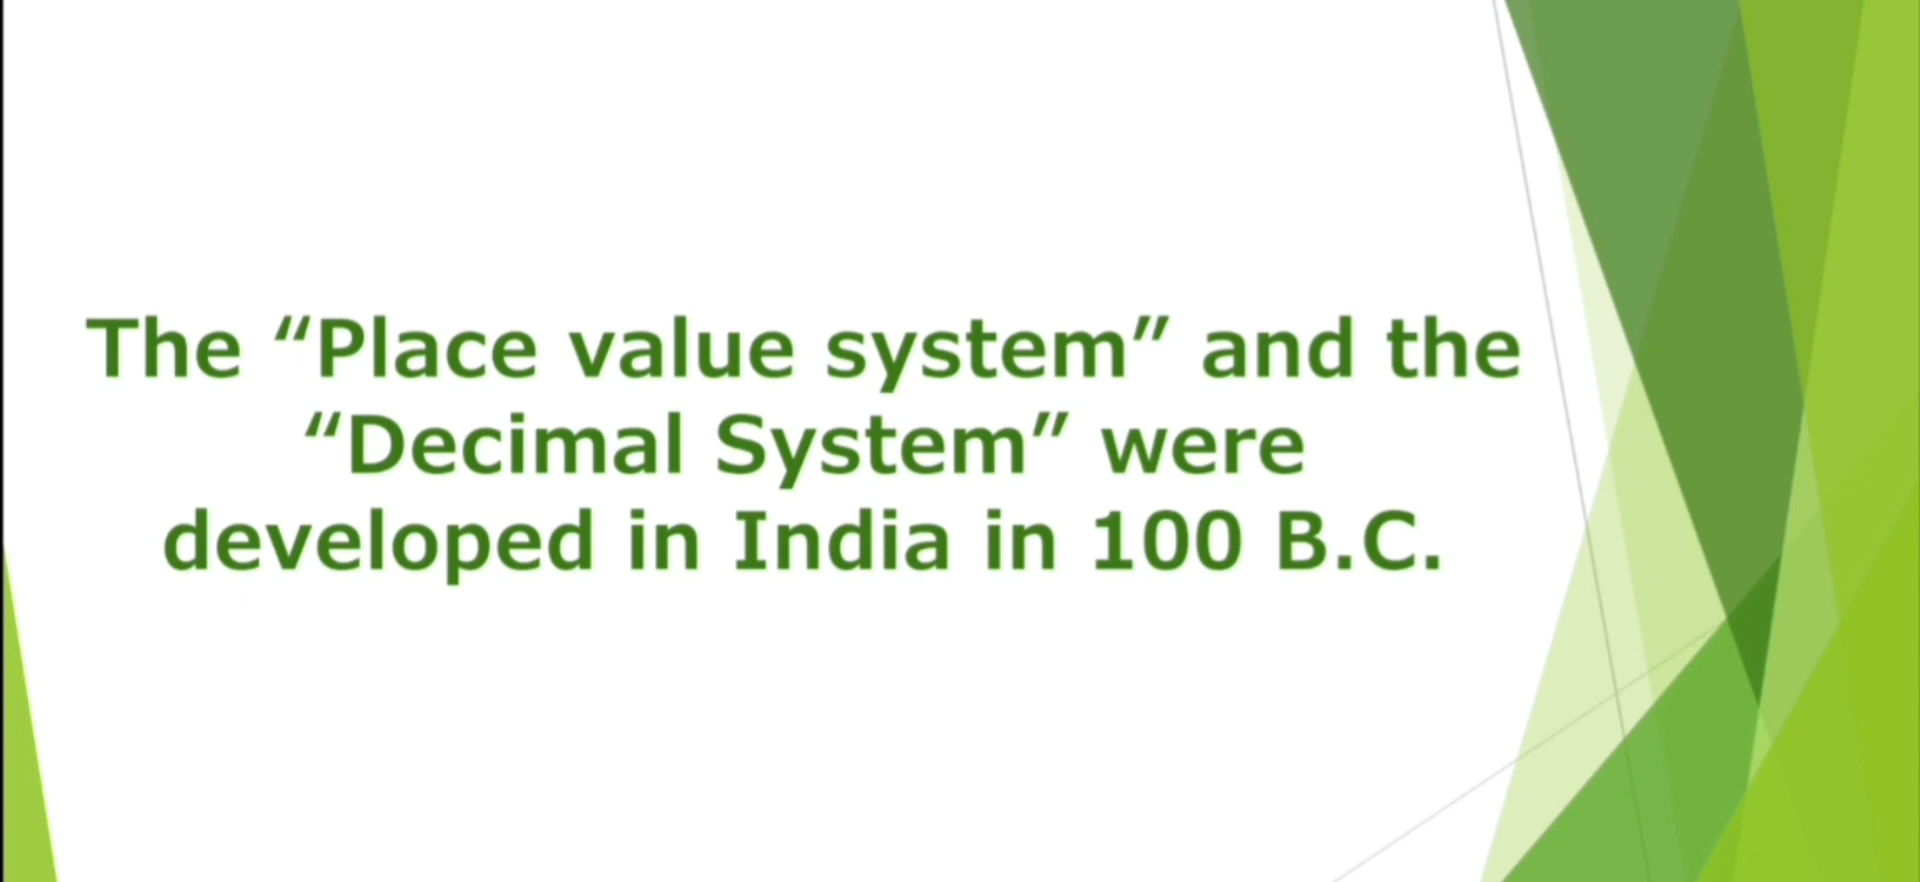 The “Place value system” and the
“Decimal System” were
developed in India in 100 B.C.